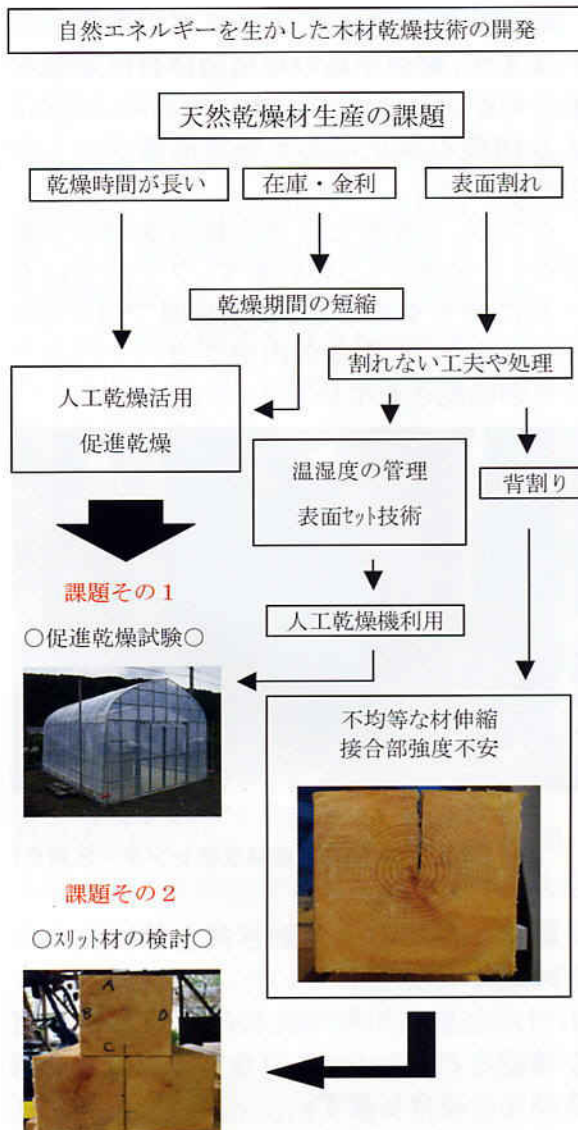 自然エネルギーを生かした木材乾燥技術の開発
天然乾燥材生産の課題
乾燥時間が長い
在庫・金利
表面割れ
乾燥期間の短縮
割れない工夫や処理
人工乾燥活用
促進乾燥
温湿度の管理
表面セット技術
背割り
課題その１
○促進乾燥試験○
人工乾燥機利用
不均等な材伸縮
接合部強度不安
課題その２
○スリット材の検討○
A
B
D
C